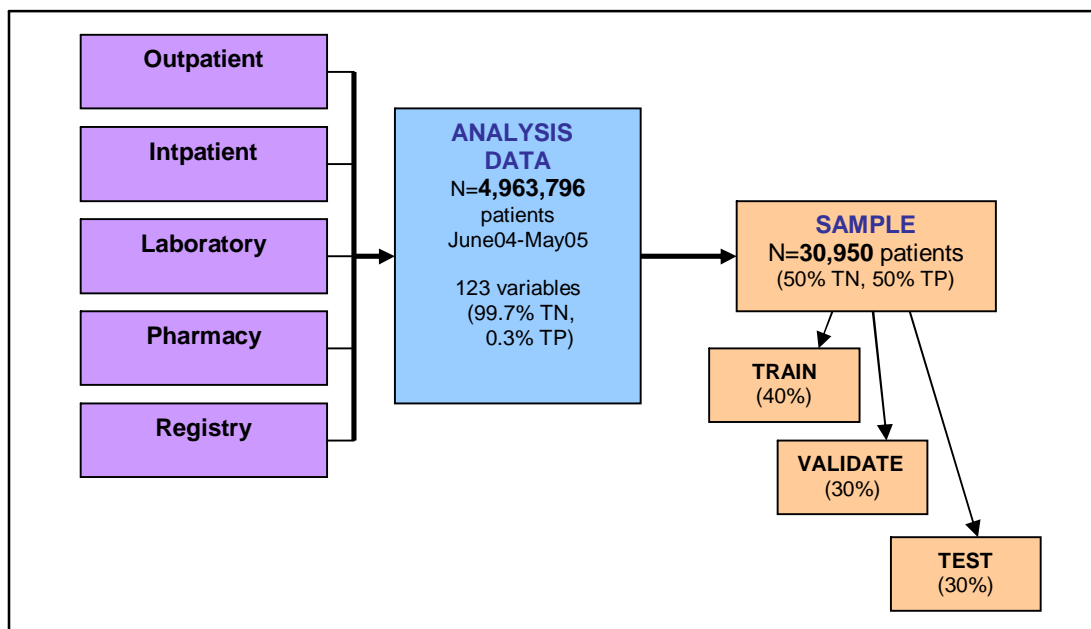 Outpatient
Intpatient
Laboratory
Pharmacy
Registry
ANALYSIS
DATA
N=4,963,796
patients
June04-May05
123 variables
(99.7% TN,
0.3% TP)
SAMPLE
N=30,950 patients
(50% TN, 50% TP)
TRAIN
(40%)
VALIDATE
(30%)
TEST
(30%)